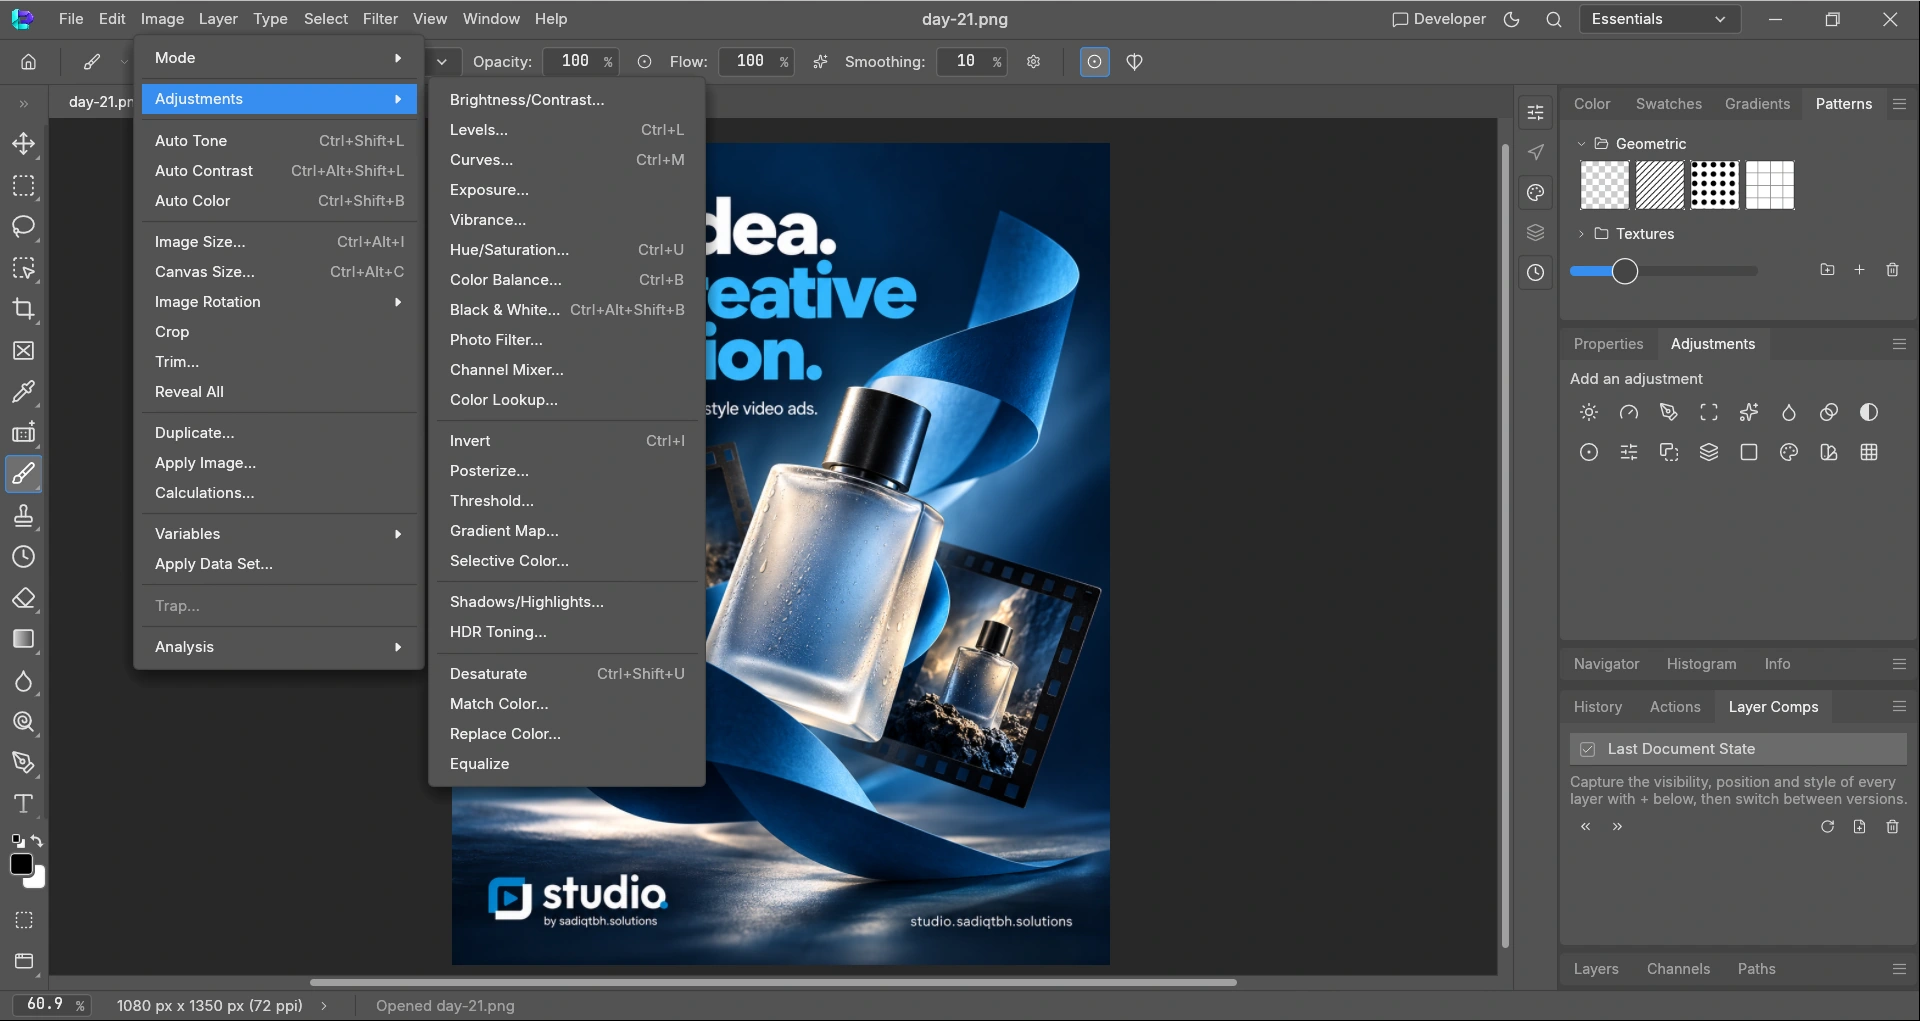 File Edit Image Layer Type Select Filter View Window Help
day-21.png
Developer
Essentials
Opacity: 100 % Flow: 100 % Smoothing: 10 %
day-21.pn
Mode
Adjustments
Auto Tone Ctrl+Shift+L
Auto Contrast Ctrl+Alt+Shift+L
Auto Color Ctrl+Shift+B
Image Size... Ctrl+Alt+I
Canvas Size... Ctrl+Alt+C
Image Rotation
Crop
Trim...
Reveal All
Duplicate...
Apply Image...
Calculations...
Variables
Apply Data Set...
Trap...
Analysis
Brightness/Contrast...
Levels... Ctrl+L
Curves... Ctrl+M
Exposure...
Vibrance...
Hue/Saturation... Ctrl+U
Color Balance... Ctrl+B
Black & White... Ctrl+Alt+Shift+B
Photo Filter...
Channel Mixer...
Color Lookup...
Invert Ctrl+I
Posterize...
Threshold...
Gradient Map...
Selective Color...
Shadows/Highlights...
HDR Toning...
Desaturate Ctrl+Shift+U
Match Color...
Replace Color...
Equalize
dea.
eative
ion.
style video ads.
studio.
by sadiqtbh.solutions
studio.sadiqtbh.solutions
Color Swatches Gradients Patterns
Geometric
Textures
Properties Adjustments
Add an adjustment
Navigator Histogram Info
History Actions Layer Comps
Last Document State
Capture the visibility, position and style of every
layer with + below, then switch between versions.
Layers Channels Paths
60.9 % 1080 px x 1350 px (72 ppi) Opened day-21.png